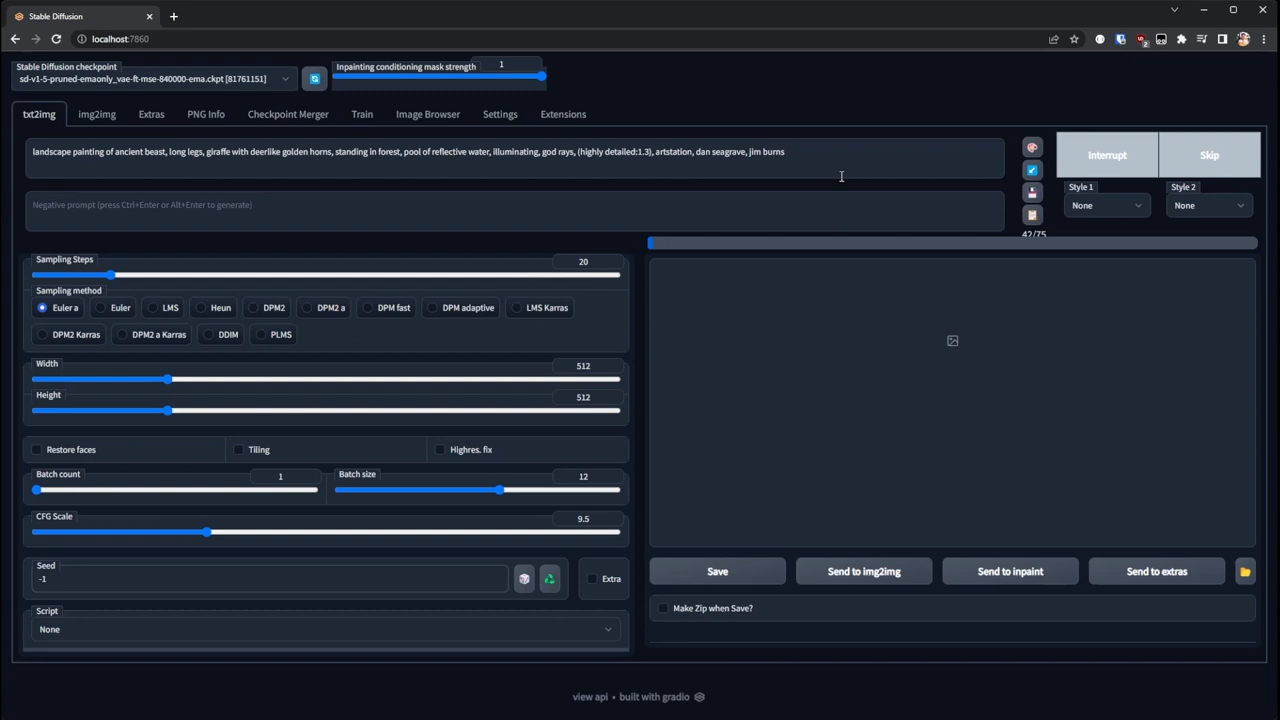 Stable Diffusion
localhost:7860
2
Stable Diffusion checkpoint
sd-v1-5-pruned-emaonly_vae-ft-mse-840000-ema.ckpt [81761151]
Inpainting conditioning mask strength
1
txt2img
img2img
Extras
PNG Info
Checkpoint Merger
Train
Image Browser
Settings
Extensions
landscape painting of ancient beast, long legs, giraffe with deerlike golden horns, standing in forest, pool of reflective water, illuminating, god rays, (highly detailed:1.3), artstation, dan seagrave, jim burns
Negative prompt (press Ctrl+Enter or Alt+Enter to generate)
42/75
Interrupt
Skip
Style 1
Style 2
None
None
Sampling Steps
20
Sampling method
Euler a
Euler
LMS
Heun
DPM2
DPM2 a
DPM fast
DPM adaptive
LMS Karras
DPM2 Karras
DPM2 a Karras
DDIM
PLMS
Width
512
Height
512
Restore faces
Tiling
Highres. fix
Batch count
1
Batch size
12
CFG Scale
9.5
Seed
-1
Extra
Script
None
Save
Send to img2img
Send to inpaint
Send to extras
Make Zip when Save?
view api • built with gradio